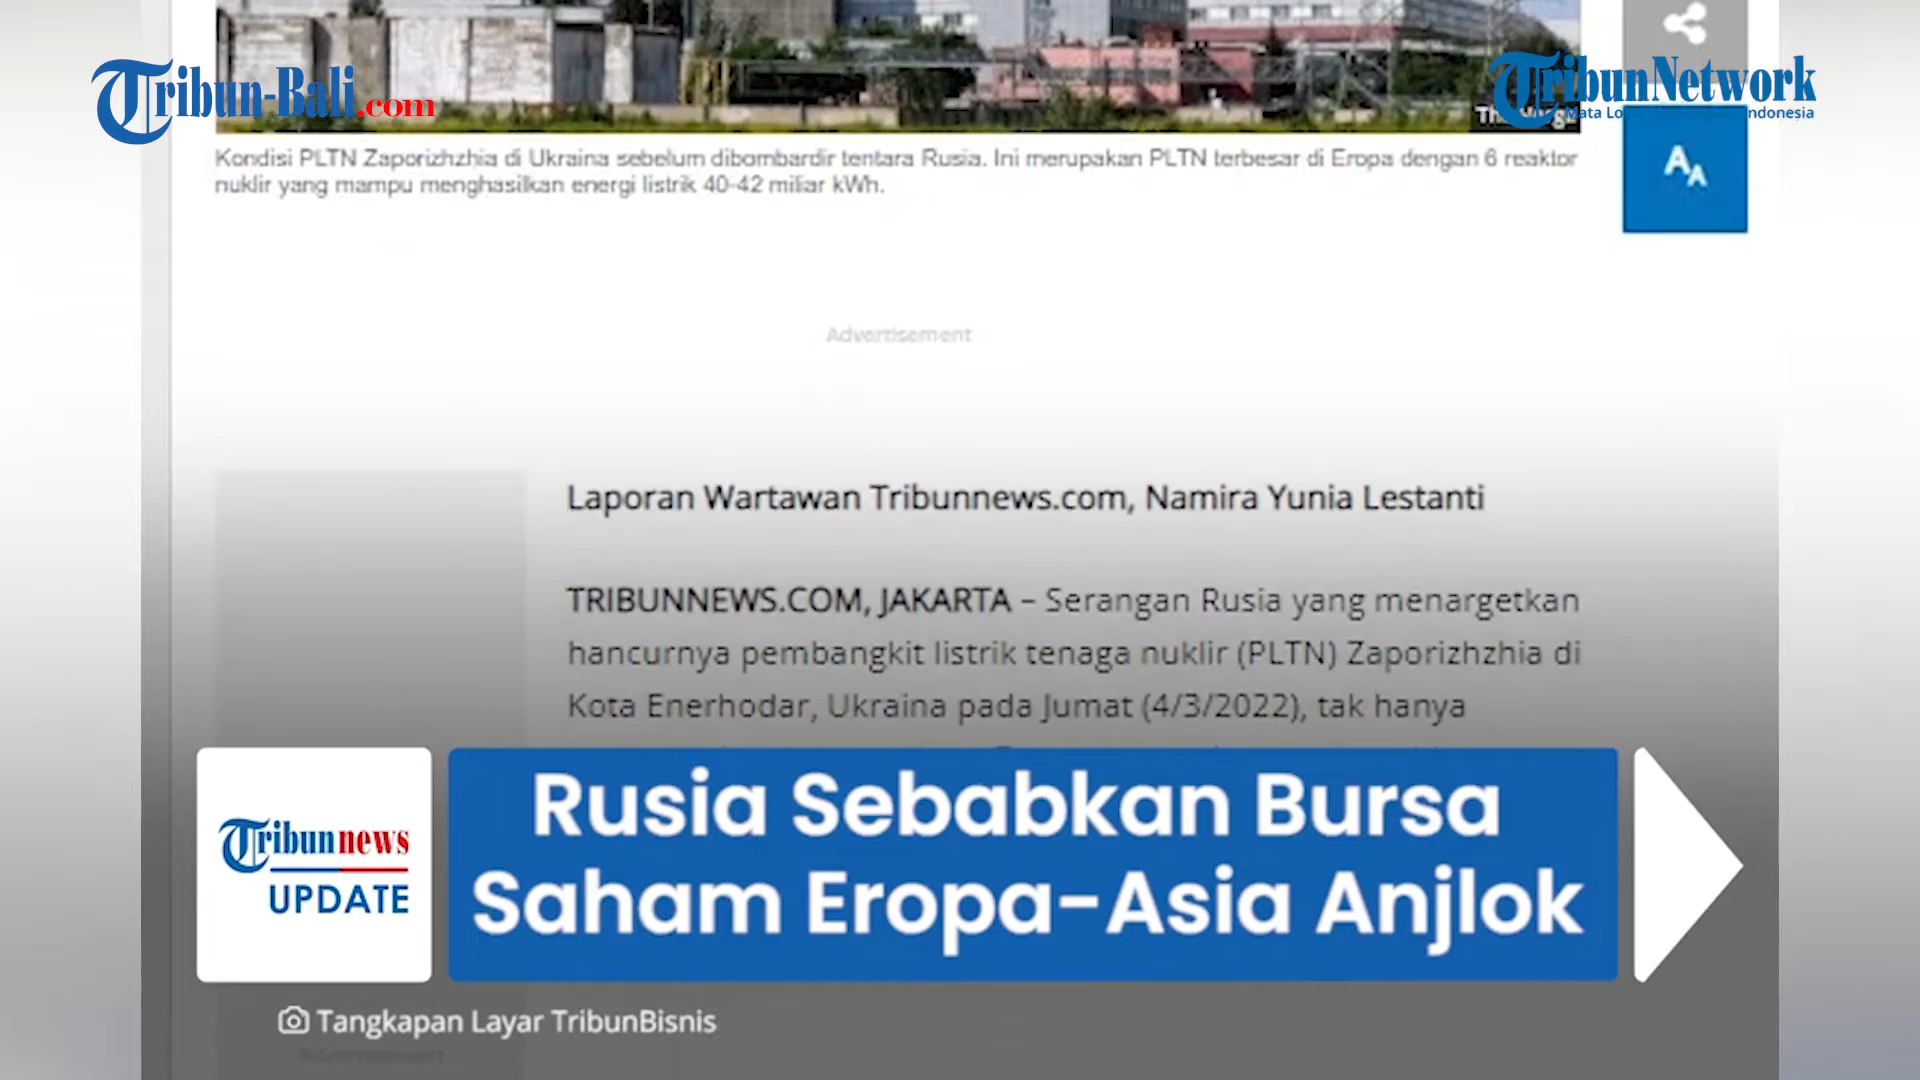 Tribun-Bali.com
TribunNetwork
Kondisi PLTN Zaporizhzhia di Ukraina sebelum dibombardir tentara Rusia. Ini merupakan PLTN terbesar di Eropa dengan 6 reaktor
nuklir yang mampu menghasilkan energi listrik 40-42 miliar kWh.
AA
Advertisement
Laporan Wartawan Tribunnews.com, Namira Yunia Lestanti
TRIBUNNEWS.COM, JAKARTA – Serangan Rusia yang menargetkan
hancurnya pembangkit listrik tenaga nuklir (PLTN) Zaporizhzhia di
Kota Enerhodar, Ukraina pada Jumat (4/3/2022), tak hanya
Tribunnews
UPDATE
Rusia Sebabkan Bursa
Saham Eropa-Asia Anjlok
Tangkapan Layar TribunBisnis